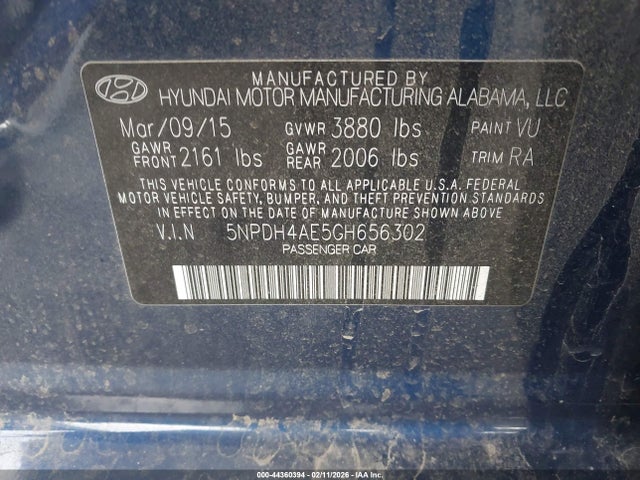 MANUFACTURED BY
HYUNDAI MOTOR MANUFACTURING ALABAMA, LLC
Mar/09/15 GVWR 3880 lbs PAINT VU
GAWR FRONT 2161 lbs GAWR REAR 2006 lbs TRIM RA
THIS VEHICLE CONFORMS TO ALL APPLICABLE U.S.A. FEDERAL
MOTOR VEHICLE SAFETY, BUMPER, AND THEFT PREVENTION STANDARDS
IN EFFECT ON THE DATE OF MANUFACTURE SHOWN ABOVE.
V.I.N 5NPDH4AE5GH656302
PASSENGER CAR
000-44360394 - 02/11/2026 - IAA Inc.